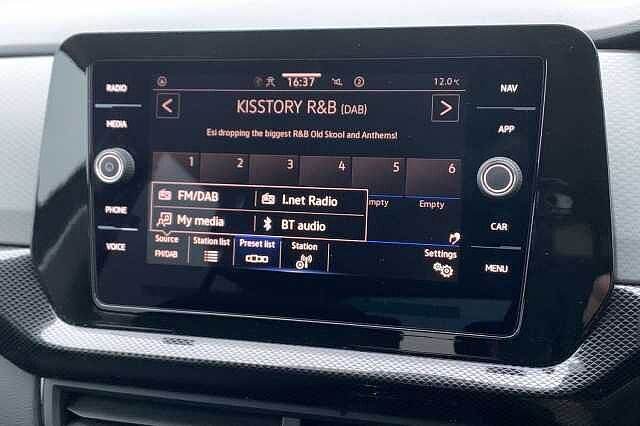 16:37
2
12.0°C
RADIO
MEDIA
PHONE
VOICE
KISSTORY R&B (DAB)
Esi dropping the biggest R&B Old Skool and Anthems!
1 2 3 4 5 6
Empty
FM/DAB I.net Radio
My media BT audio
Source Station list Preset list Station Settings
FM/DAB
NAV
APP
CAR
MENU